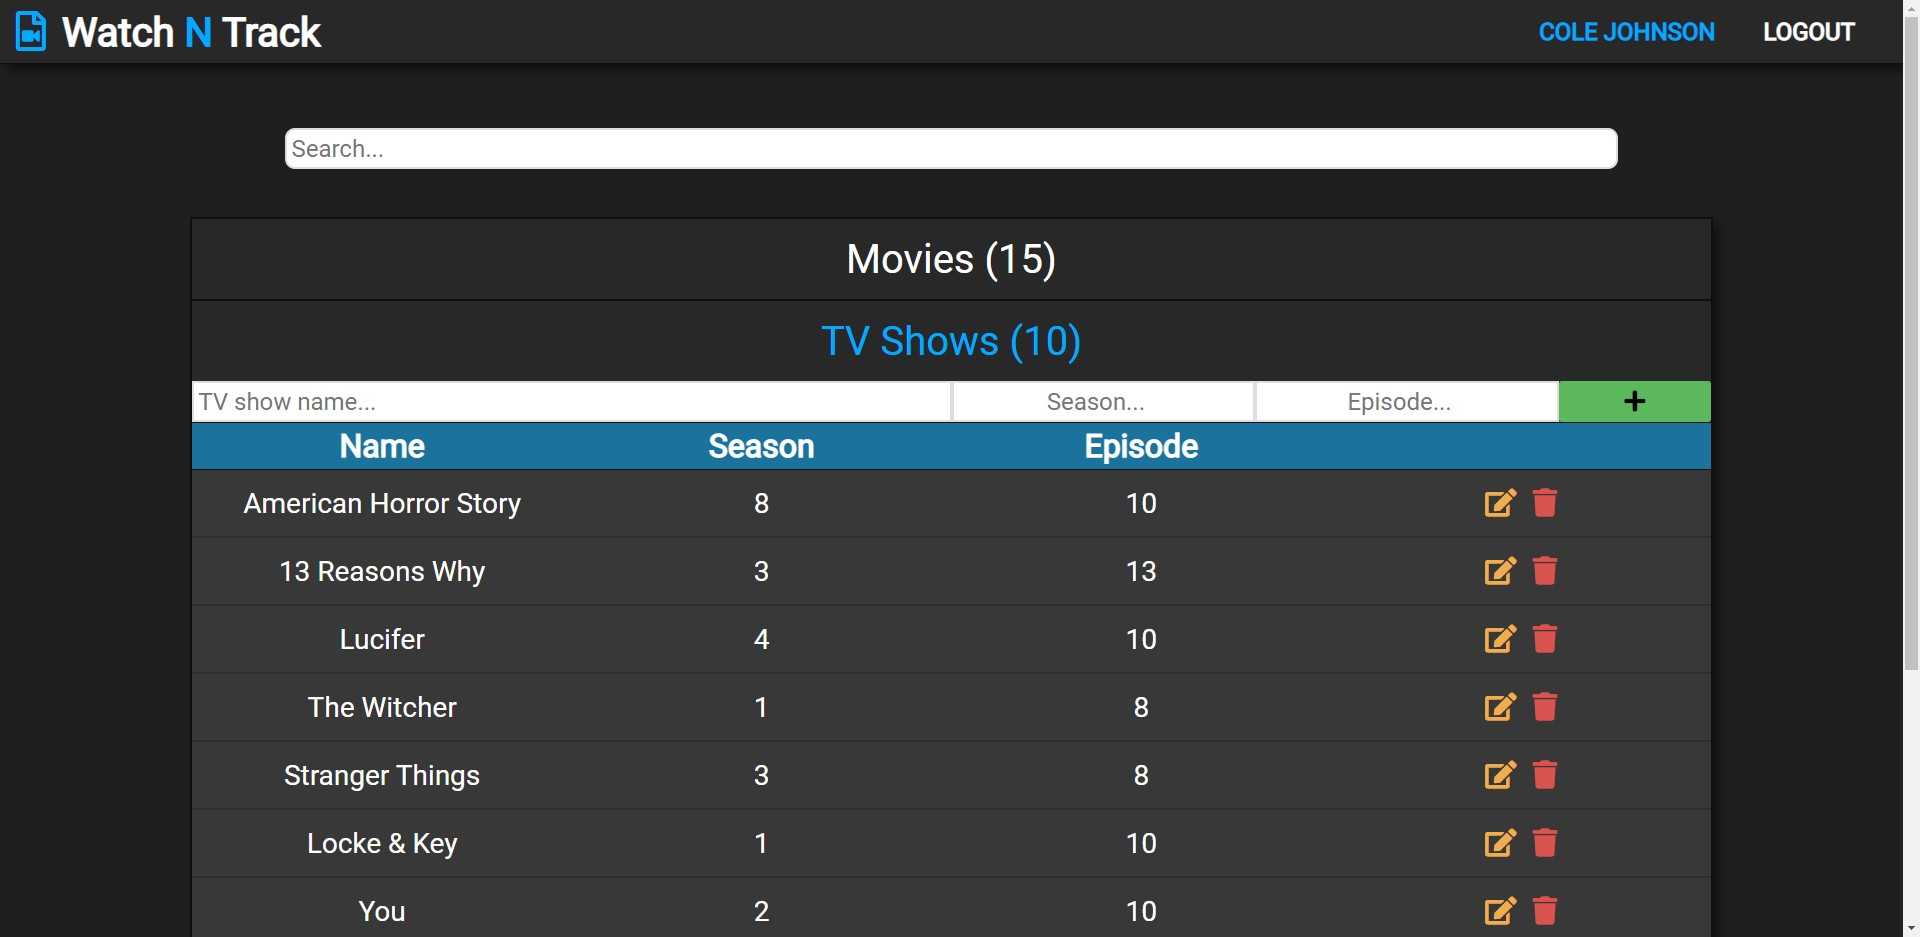 Watch N Track COLE JOHNSON LOGOUT
Search...
Movies (15)
TV Shows (10)
TV show name... Season... Episode... +
Name Season Episode
American Horror Story 8 10
13 Reasons Why 3 13
Lucifer 4 10
The Witcher 1 8
Stranger Things 3 8
Locke & Key 1 10
You 2 10